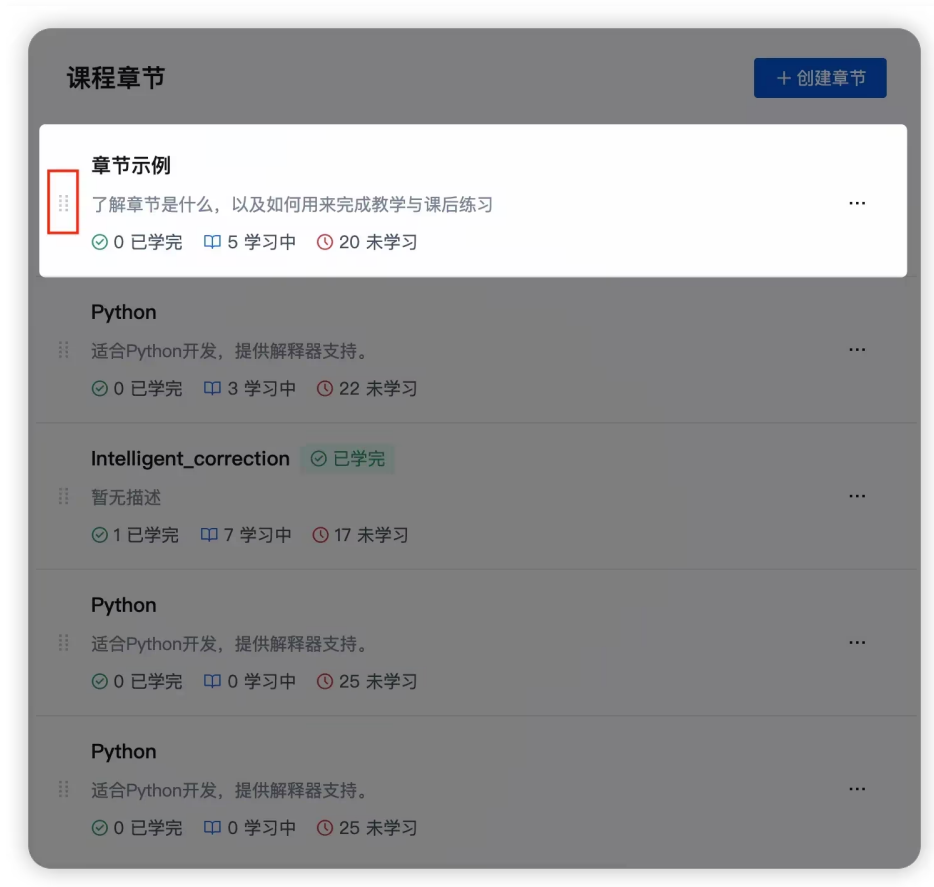 课程章节
+ 创建章节
章节示例
了解章节是什么，以及如何用来完成教学与课后练习
0 已学完 5 学习中 20 未学习
Python
适合Python开发，提供解释器支持。
0 已学完 3 学习中 22 未学习
Intelligent_correction 已学完
暂无描述
1 已学完 7 学习中 17 未学习
Python
适合Python开发，提供解释器支持。
0 已学完 0 学习中 25 未学习
Python
适合Python开发，提供解释器支持。
0 已学完 0 学习中 25 未学习